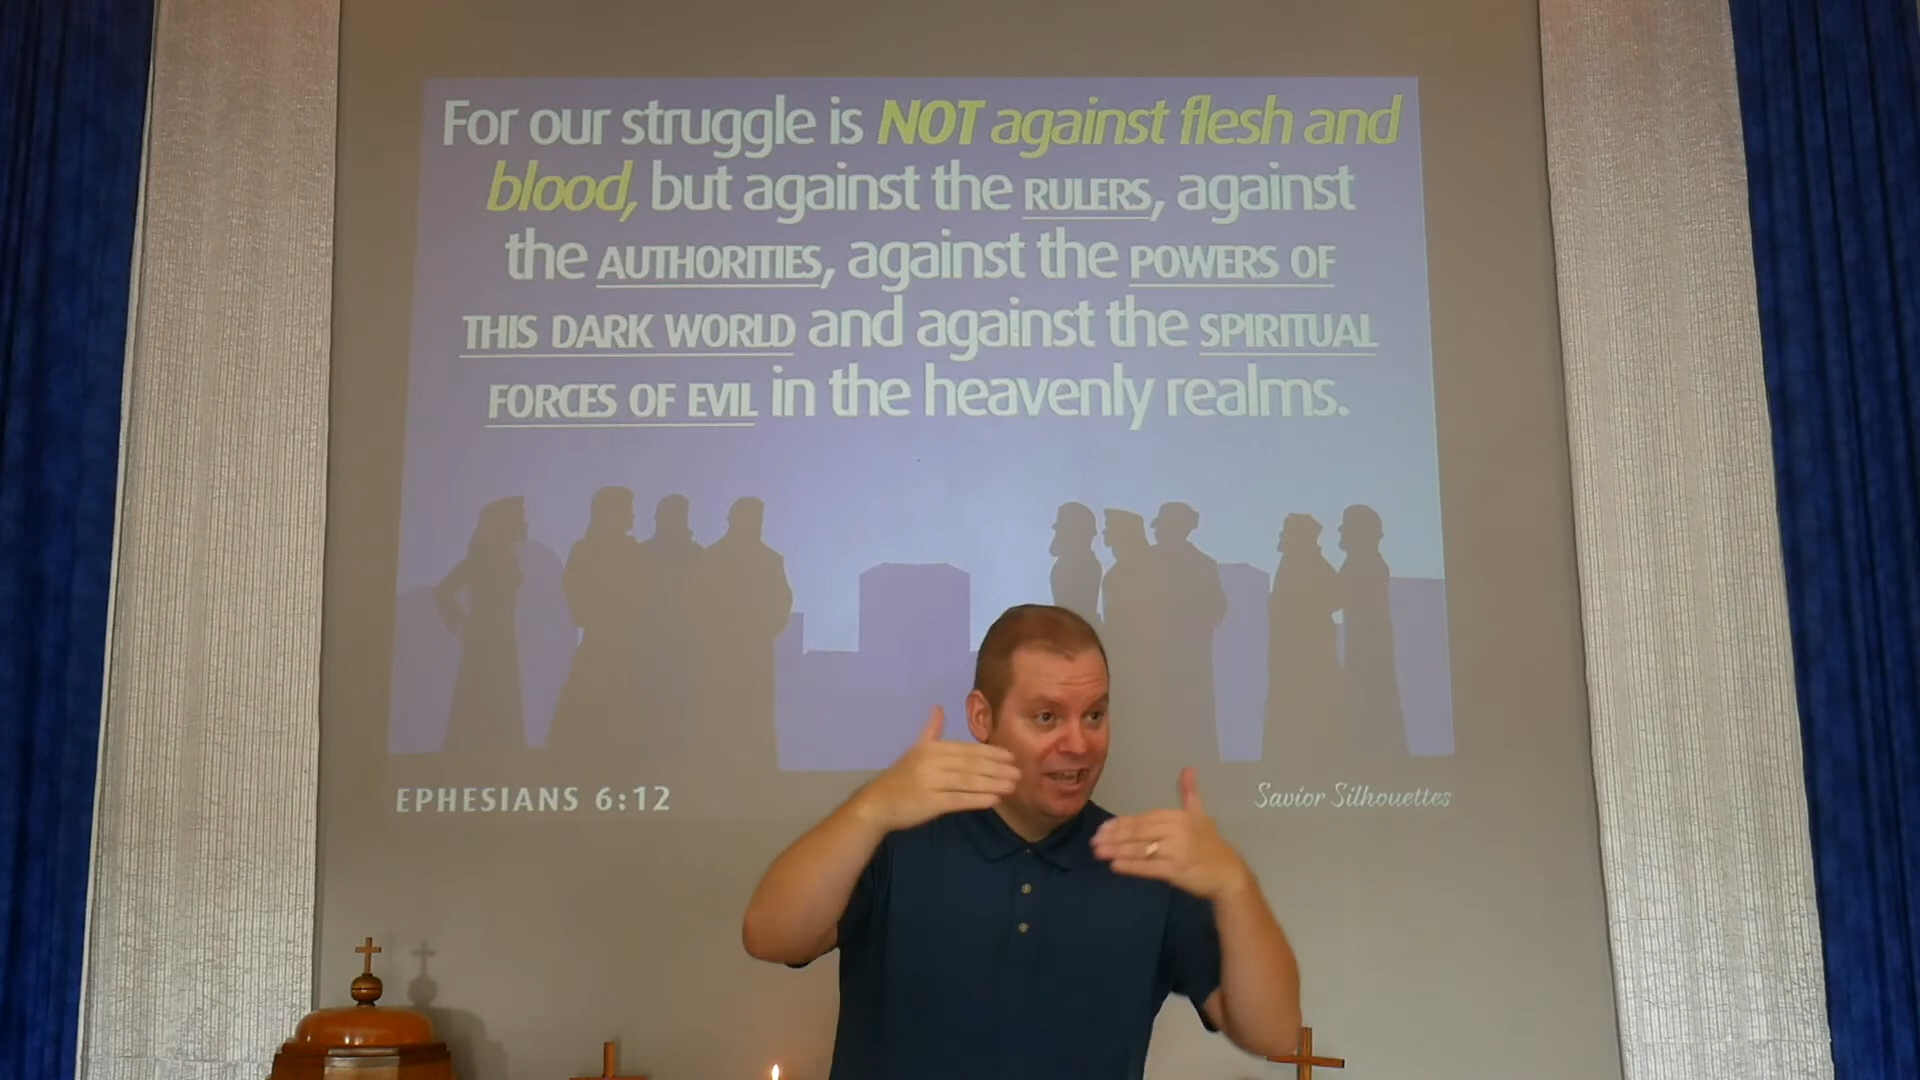 For our struggle is NOT against flesh and
blood, but against the RULERS, against
the AUTHORITIES, against the POWERS OF
THIS DARK WORLD and against the SPIRITUAL
FORCES OF EVIL in the heavenly realms.
EPHESIANS 6:12
Savior Silhouettes